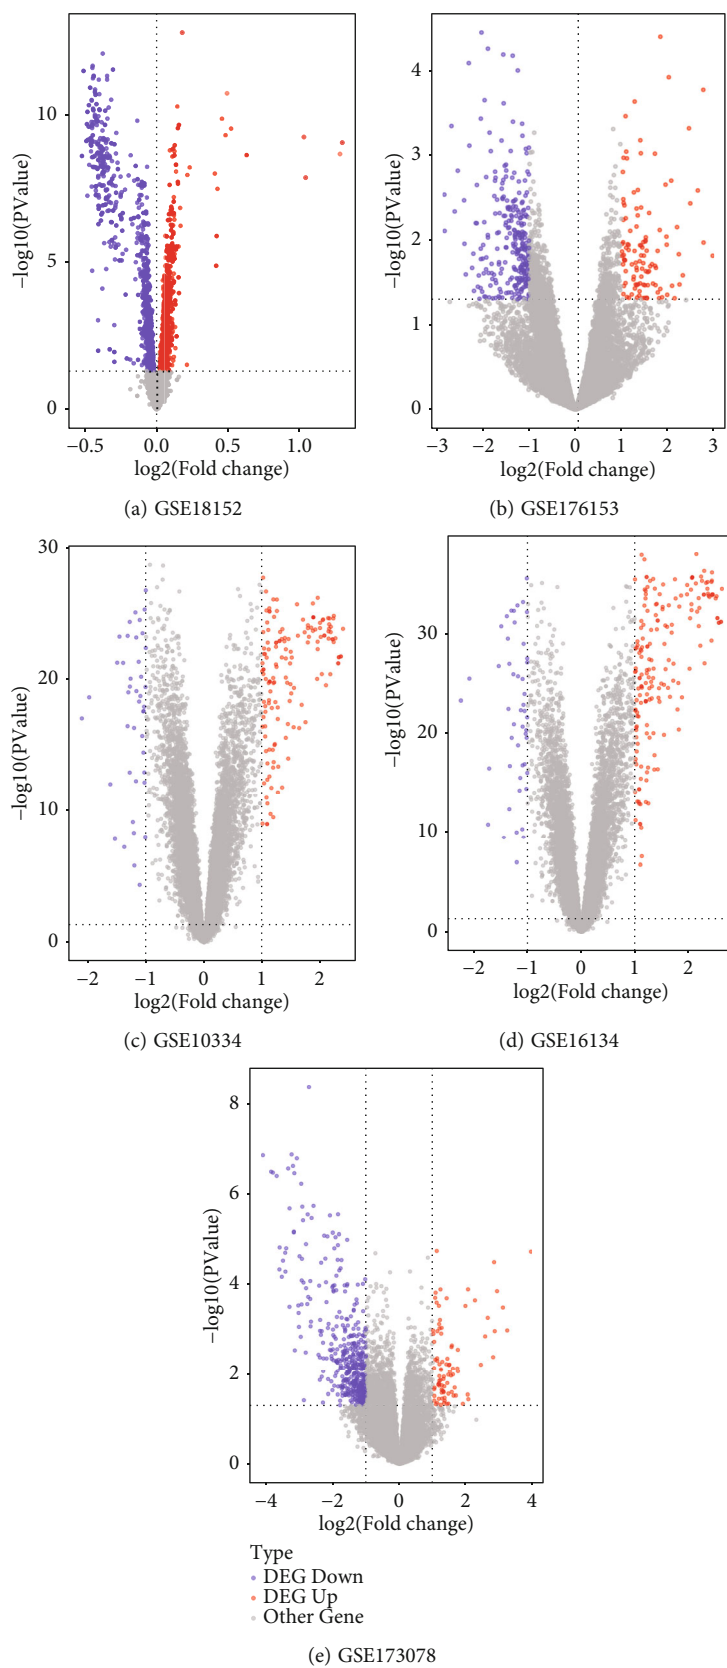 10
5
0
−log10(PValue)
−0.5 0.0 0.5 1.0
log2(Fold change)
(a) GSE18152
4
3
2
1
0
−log10(PValue)
−3 −2 −1 0 1 2 3
log2(Fold change)
(b) GSE176153
30
20
10
0
−log10(PValue)
−2 −1 0 1 2
log2(Fold change)
(c) GSE10334
30
20
10
0
−log10(PValue)
−2 −1 0 1 2
log2(Fold change)
(d) GSE16134
8
6
4
2
0
−log10(PValue)
−4 −2 0 2 4
log2(Fold change)
Type
DEG Down
DEG Up
Other Gene
(e) GSE173078